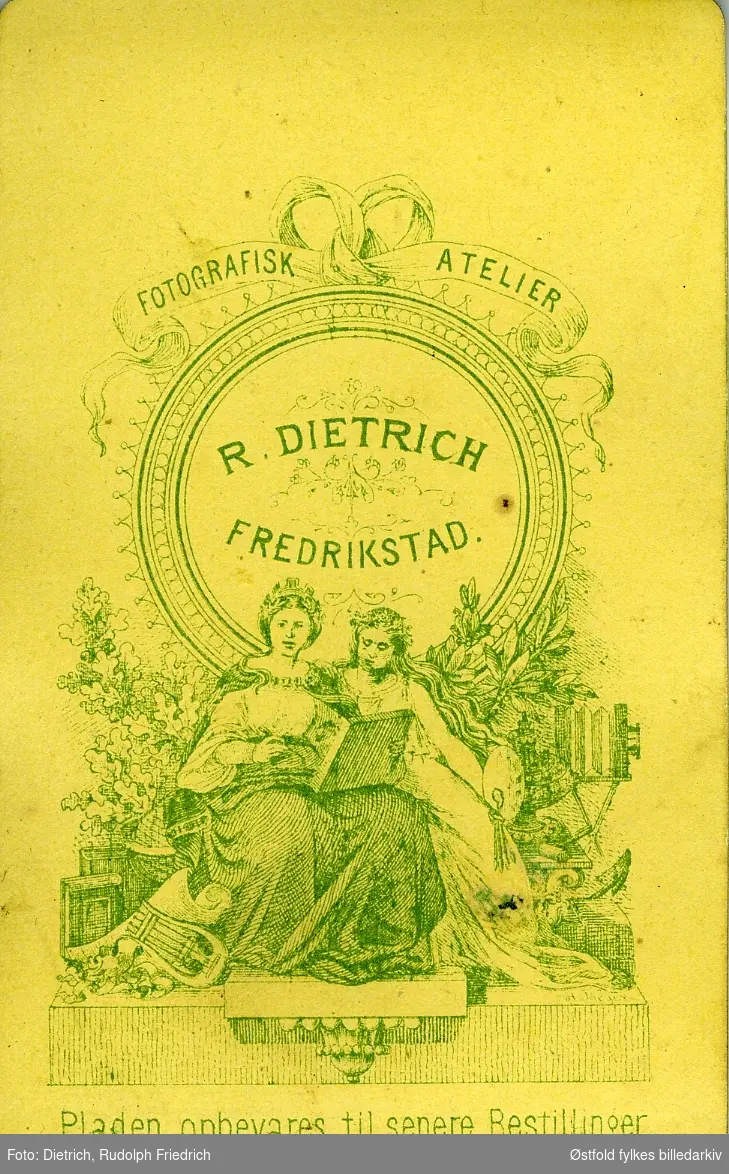 FOTOGRAFISK ATELIER
R. DIETRICH
FREDRIKSTAD.
Pladen opbevares til senere Bestillinger
Foto: Dietrich, Rudolph Friedrich
Østfold fylkes billedarkiv